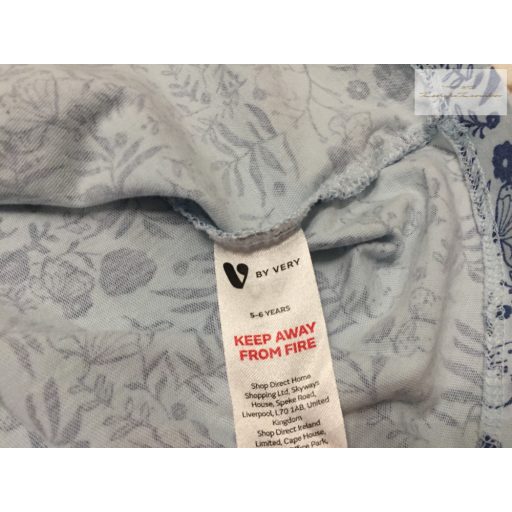 V BY VERY
5-6 YEARS
KEEP AWAY
FROM FIRE
Shop Direct Home
Shopping Ltd, Skyways
House, Speke Road,
Liverpool, L70 1AB, United
Kingdom
Shop Direct Ireland
Limited, Cape House,
Park,